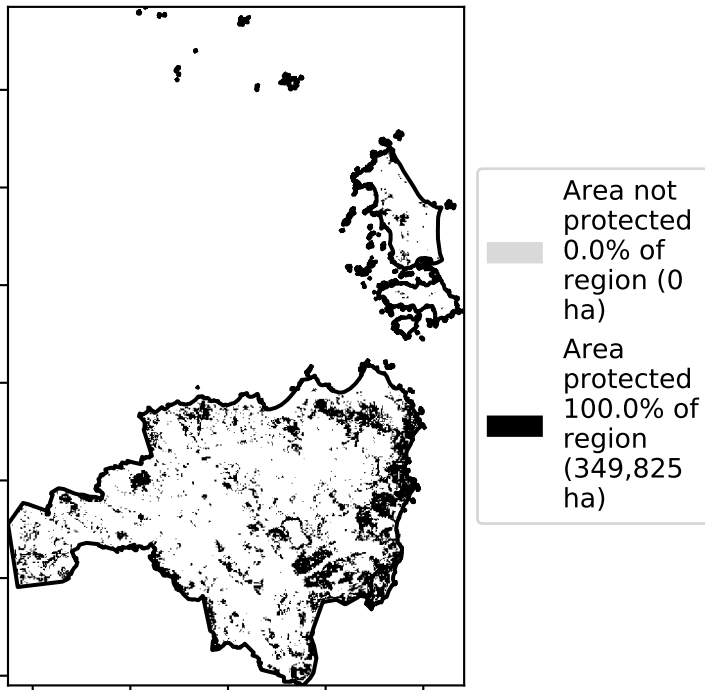 Area not
protected
0.0% of
region (0
ha)
Area
protected
100.0% of
region
(349,825
ha)